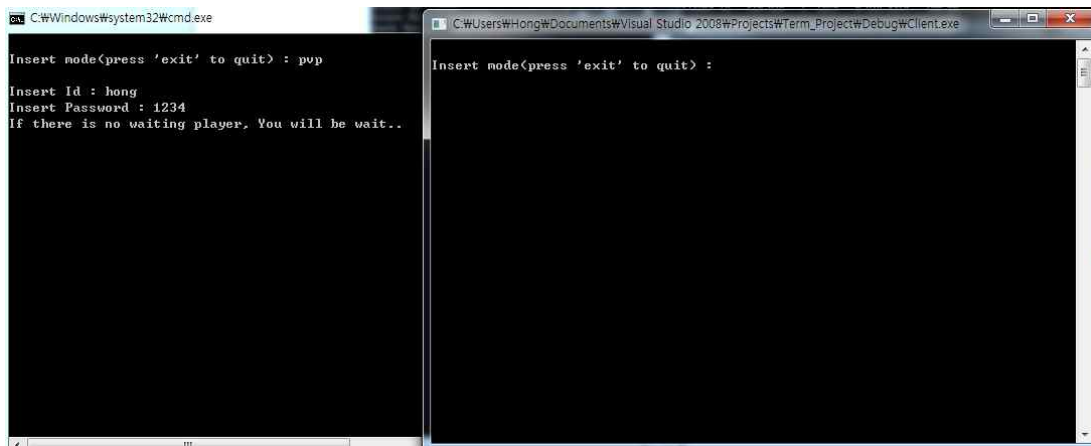 C:₩Windows₩system32₩cmd.exe
Insert mode(press 'exit' to quit) : pvp
Insert Id : hong
Insert Password : 1234
If there is no waiting player, You will be wait..
C:₩Users₩Hong₩Documents₩Visual Studio 2008₩Projects₩Term_Project₩Debug₩Client.exe
Insert mode(press 'exit' to quit) :